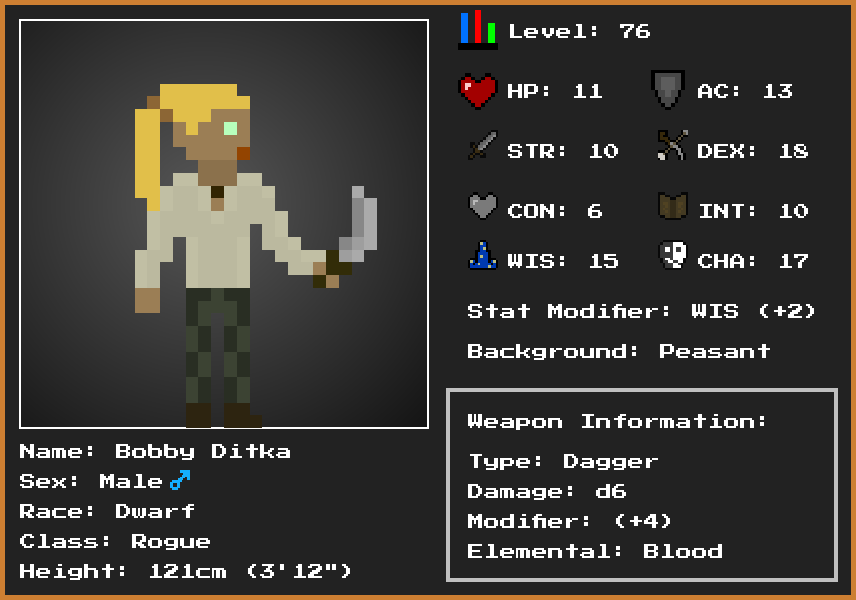 Level: 76
HP: 11
AC: 13
STR: 10
DEX: 18
CON: 6
INT: 10
WIS: 15
CHA: 17
Stat Modifier: WIS (+2)
Background: Peasant
Weapon Information:
Type: Dagger
Damage: d6
Modifier: (+4)
Elemental: Blood
Name: Bobby Ditka
Sex: Male♂
Race: Dwarf
Class: Rogue
Height: 121cm (3'12")